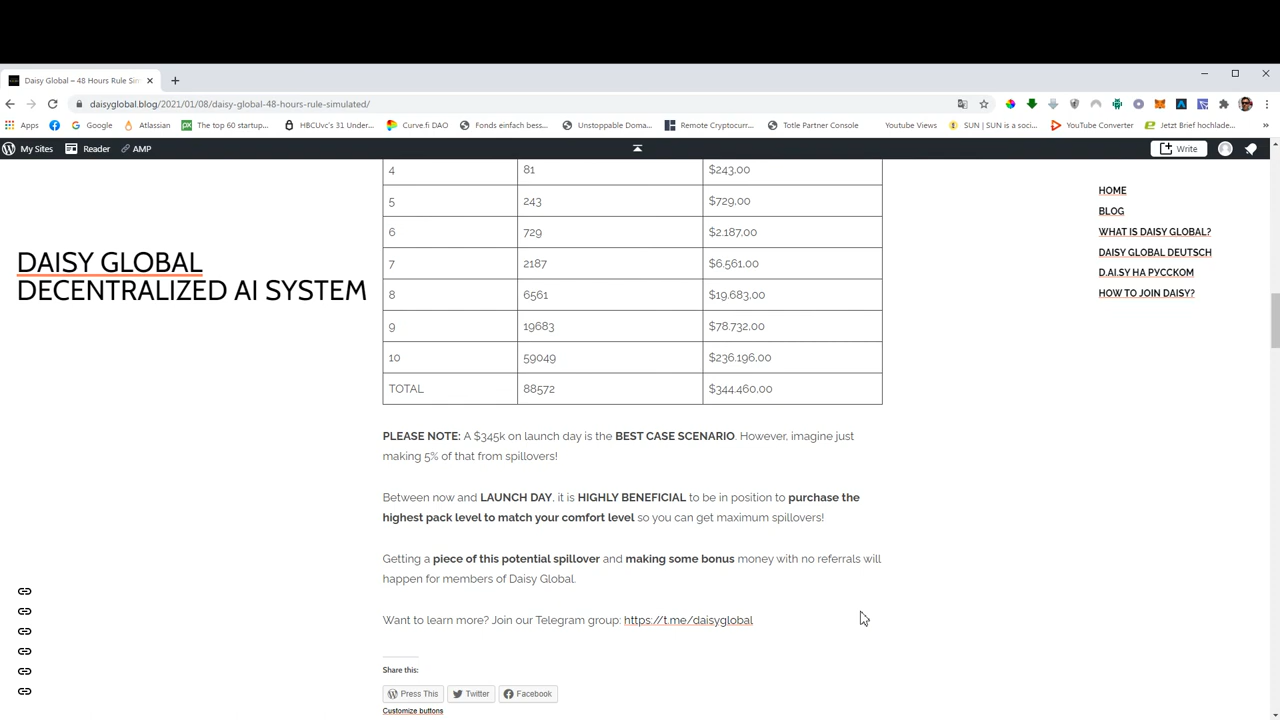 Daisy Global – 48 Hours Rule Sim
daisyglobal.blog/2021/01/08/daisy-global-48-hours-rule-simulated/
Apps Google Atlassian The top 60 startup... HBCUvc's 31 Under... Curve.fi DAO Fonds einfach bess... Unstoppable Doma... Remote Cryptocurr... Totle Partner Console Youtube Views SUN | SUN is a soci... YouTube Converter Jetzt Brief hochlade... »
My Sites Reader AMP Write
4 81 $243,00
5 243 $729,00
6 729 $2.187,00
7 2187 $6.561,00
8 6561 $19.683,00
9 19683 $78.732,00
10 59049 $236.196,00
TOTAL 88572 $344.460,00
DAISY GLOBAL
DECENTRALIZED AI SYSTEM
HOME
BLOG
WHAT IS DAISY GLOBAL?
DAISY GLOBAL DEUTSCH
D.AI.SY НА РУССКОМ
HOW TO JOIN DAISY?
PLEASE NOTE: A $345k on launch day is the BEST CASE SCENARIO. However, imagine just
making 5% of that from spillovers!
Between now and LAUNCH DAY, it is HIGHLY BENEFICIAL to be in position to purchase the
highest pack level to match your comfort level so you can get maximum spillovers!
Getting a piece of this potential spillover and making some bonus money with no referrals will
happen for members of Daisy Global.
Want to learn more? Join our Telegram group: https://t.me/daisyglobal
Share this:
Press This Twitter Facebook
Customize buttons